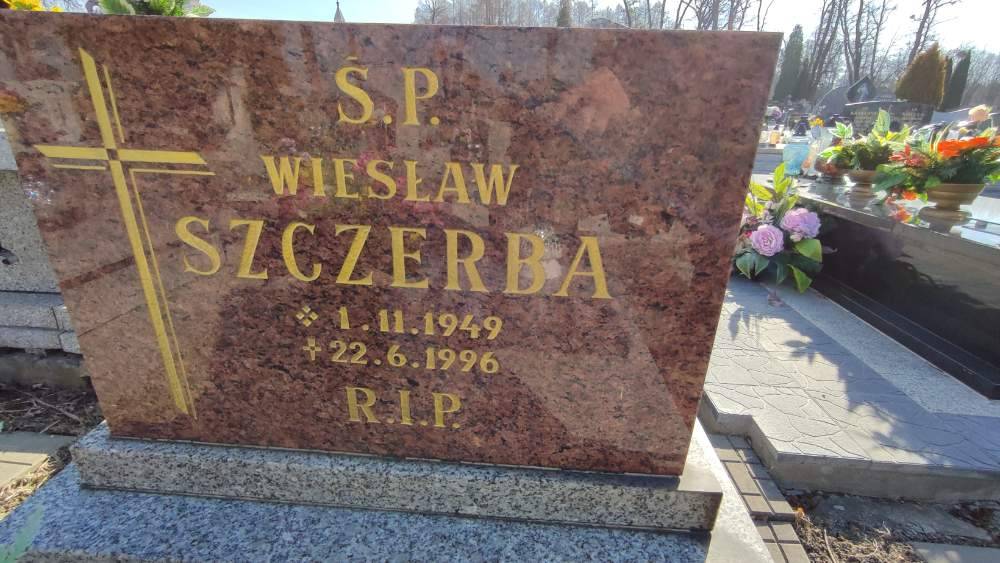 Ś.P.
WIESŁAW
SZCZERBA
1.11.1949
22.6.1996
R.I.P.